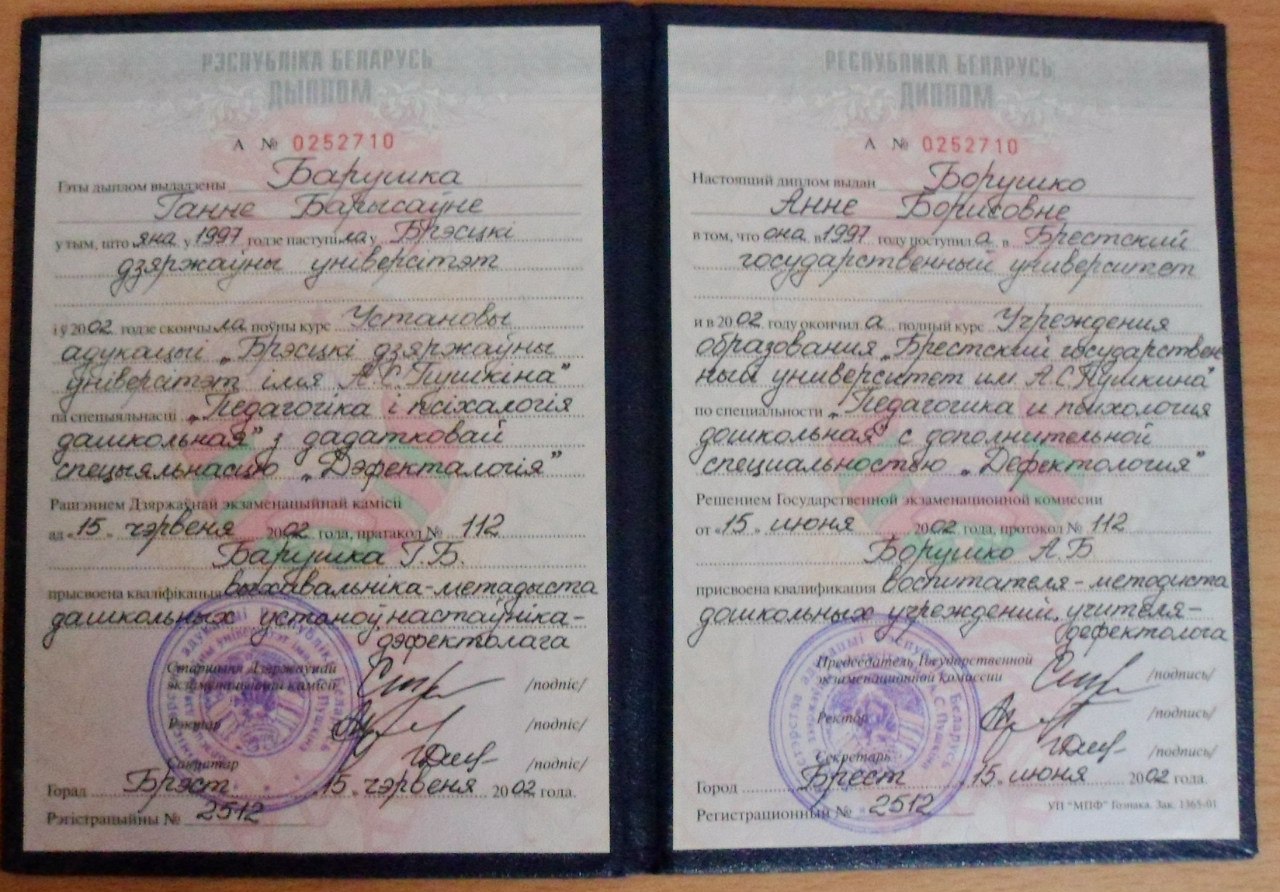 РЭСПУБЛІКА БЕЛАРУСЬ
ДЫПЛОМ
А № 0252710
Гэты дыплом выдадзены Барушка
Ганне Барысаўне
у тым, што яна у 1997 годзе паступіла у Брэсцкі
дзяржаўны універсітэт
і ў 2002 годзе скончыла поўны курс Установы
адукацыі „Брэсцкі дзяржаўны
універсітэт імя А.С. Пушкіна"
па спецыяльнасці „Педагогіка і псіхалогія
дашкольная" з дадатковай
спецыяльнасцю „Дэфекталогія"
Рашэннем Дзяржаўнай экзаменацыйнай камісіі
ад «15» чэрвеня 2002 года, пратакол № 112
Барушка Г.Б.
прысвоена кваліфікацыя выхавальніка-метадыста
дашкольных устаноў настаўніка-
дэфектолага
Старшыня Дзяржаўнай
экзаменацыйнай камісіі /подпіс/
Рэктар /подпіс/
Сакратар /подпіс/
Горад Брэст 15 чэрвеня 2002 года.
Рэгістрацыйны № 2512
РЕСПУБЛИКА БЕЛАРУСЬ
ДИПЛОМ
А № 0252710
Настоящий диплом выдан Борушко
Анне Борисовне
в том, что она в 1997 году поступила в Брестский
государственный университет
и в 2002 году окончила полный курс Учреждения
образования „Брестский государствен
ный университет им. А.С. Пушкина"
по специальности „Педагогика и психология
дошкольная" с дополнительной
специальностью „Дефектология"
Решением Государственной экзаменационной комиссии
от «15» июня 2002 года, протокол № 112
Борушко А.Б
присвоена квалификация воспитателя-методиста
дошкольных учреждений, учителя-
дефектолога
Председатель Государственной
экзаменационной комиссии /подпись/
Ректор /подпись/
Секретарь /подпись/
Город Брест 15 июня 2002 года.
Регистрационный № 2512
УП "МПФ" Гознака. Зак. 1365-01